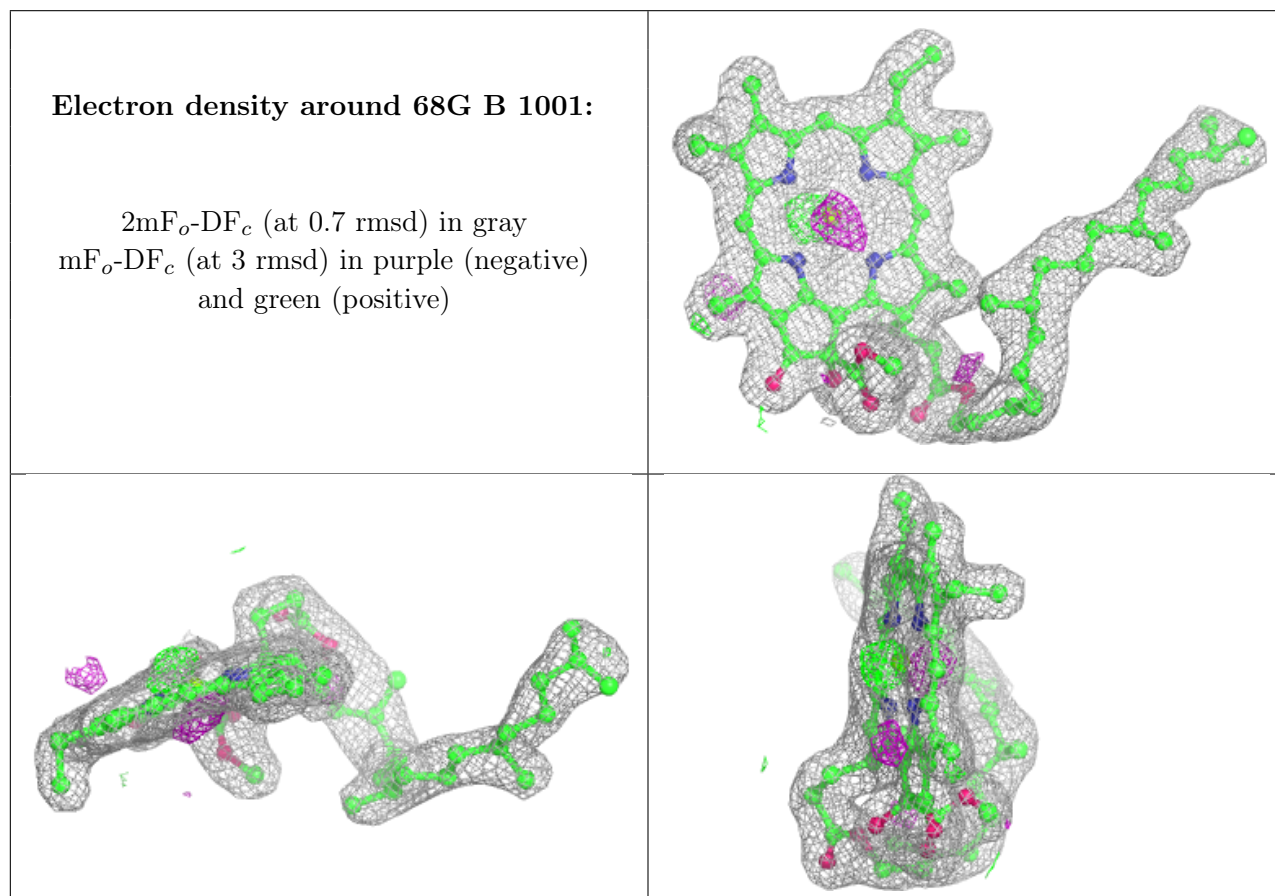 Electron density around 68G B 1001:
2mFo-DFc (at 0.7 rmsd) in gray
mFo-DFc (at 3 rmsd) in purple (negative)
and green (positive)